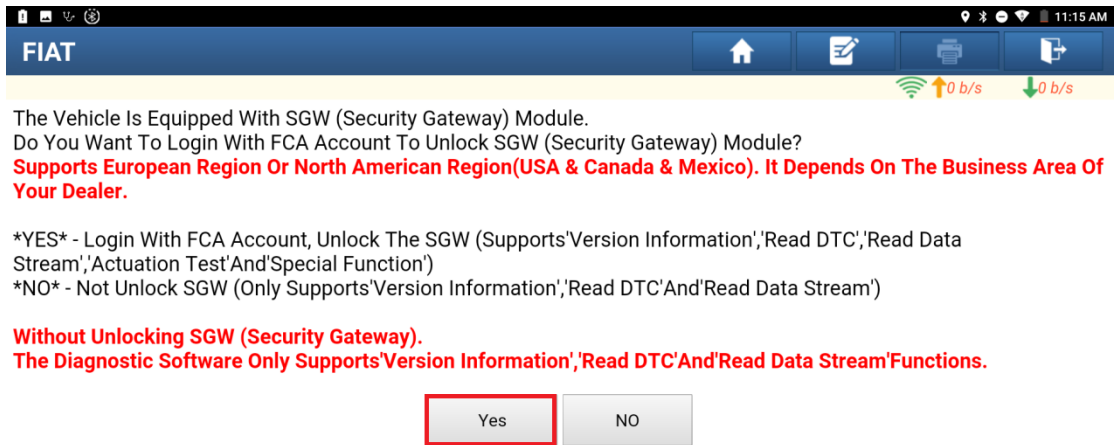 11:15 AM
FIAT
0 b/s 0 b/s
The Vehicle Is Equipped With SGW (Security Gateway) Module.
Do You Want To Login With FCA Account To Unlock SGW (Security Gateway) Module?
Supports European Region Or North American Region(USA & Canada & Mexico). It Depends On The Business Area Of
Your Dealer.
*YES* - Login With FCA Account, Unlock The SGW (Supports'Version Information','Read DTC','Read Data
Stream','Actuation Test'And'Special Function')
*NO* - Not Unlock SGW (Only Supports'Version Information','Read DTC'And'Read Data Stream')
Without Unlocking SGW (Security Gateway).
The Diagnostic Software Only Supports'Version Information','Read DTC'And'Read Data Stream'Functions.
Yes NO